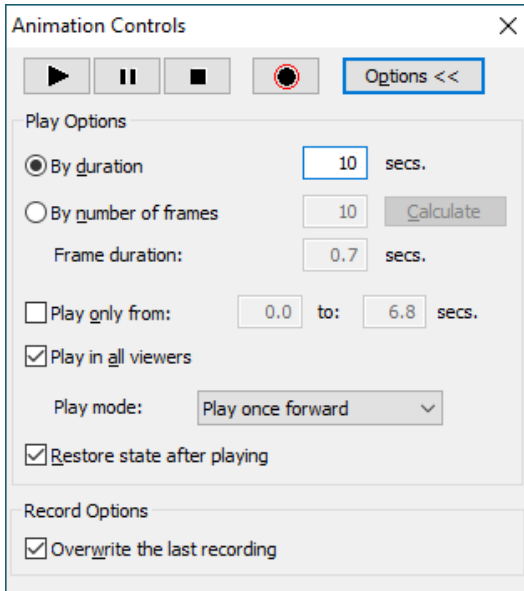 Animation Controls
Options <<
Play Options
By duration 10 secs.
By number of frames 10 Calculate
Frame duration: 0.7 secs.
Play only from: 0.0 to: 6.8 secs.
Play in all viewers
Play mode: Play once forward
Restore state after playing
Record Options
Overwrite the last recording